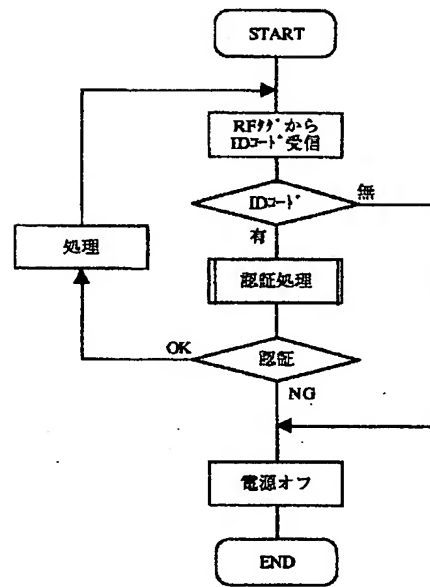 START
RFﾀｸﾞから
IDｺｰﾄﾞ受信
IDｺｰﾄﾞ
無
有
処理
認証処理
OK
認証
NG
電源オフ
END